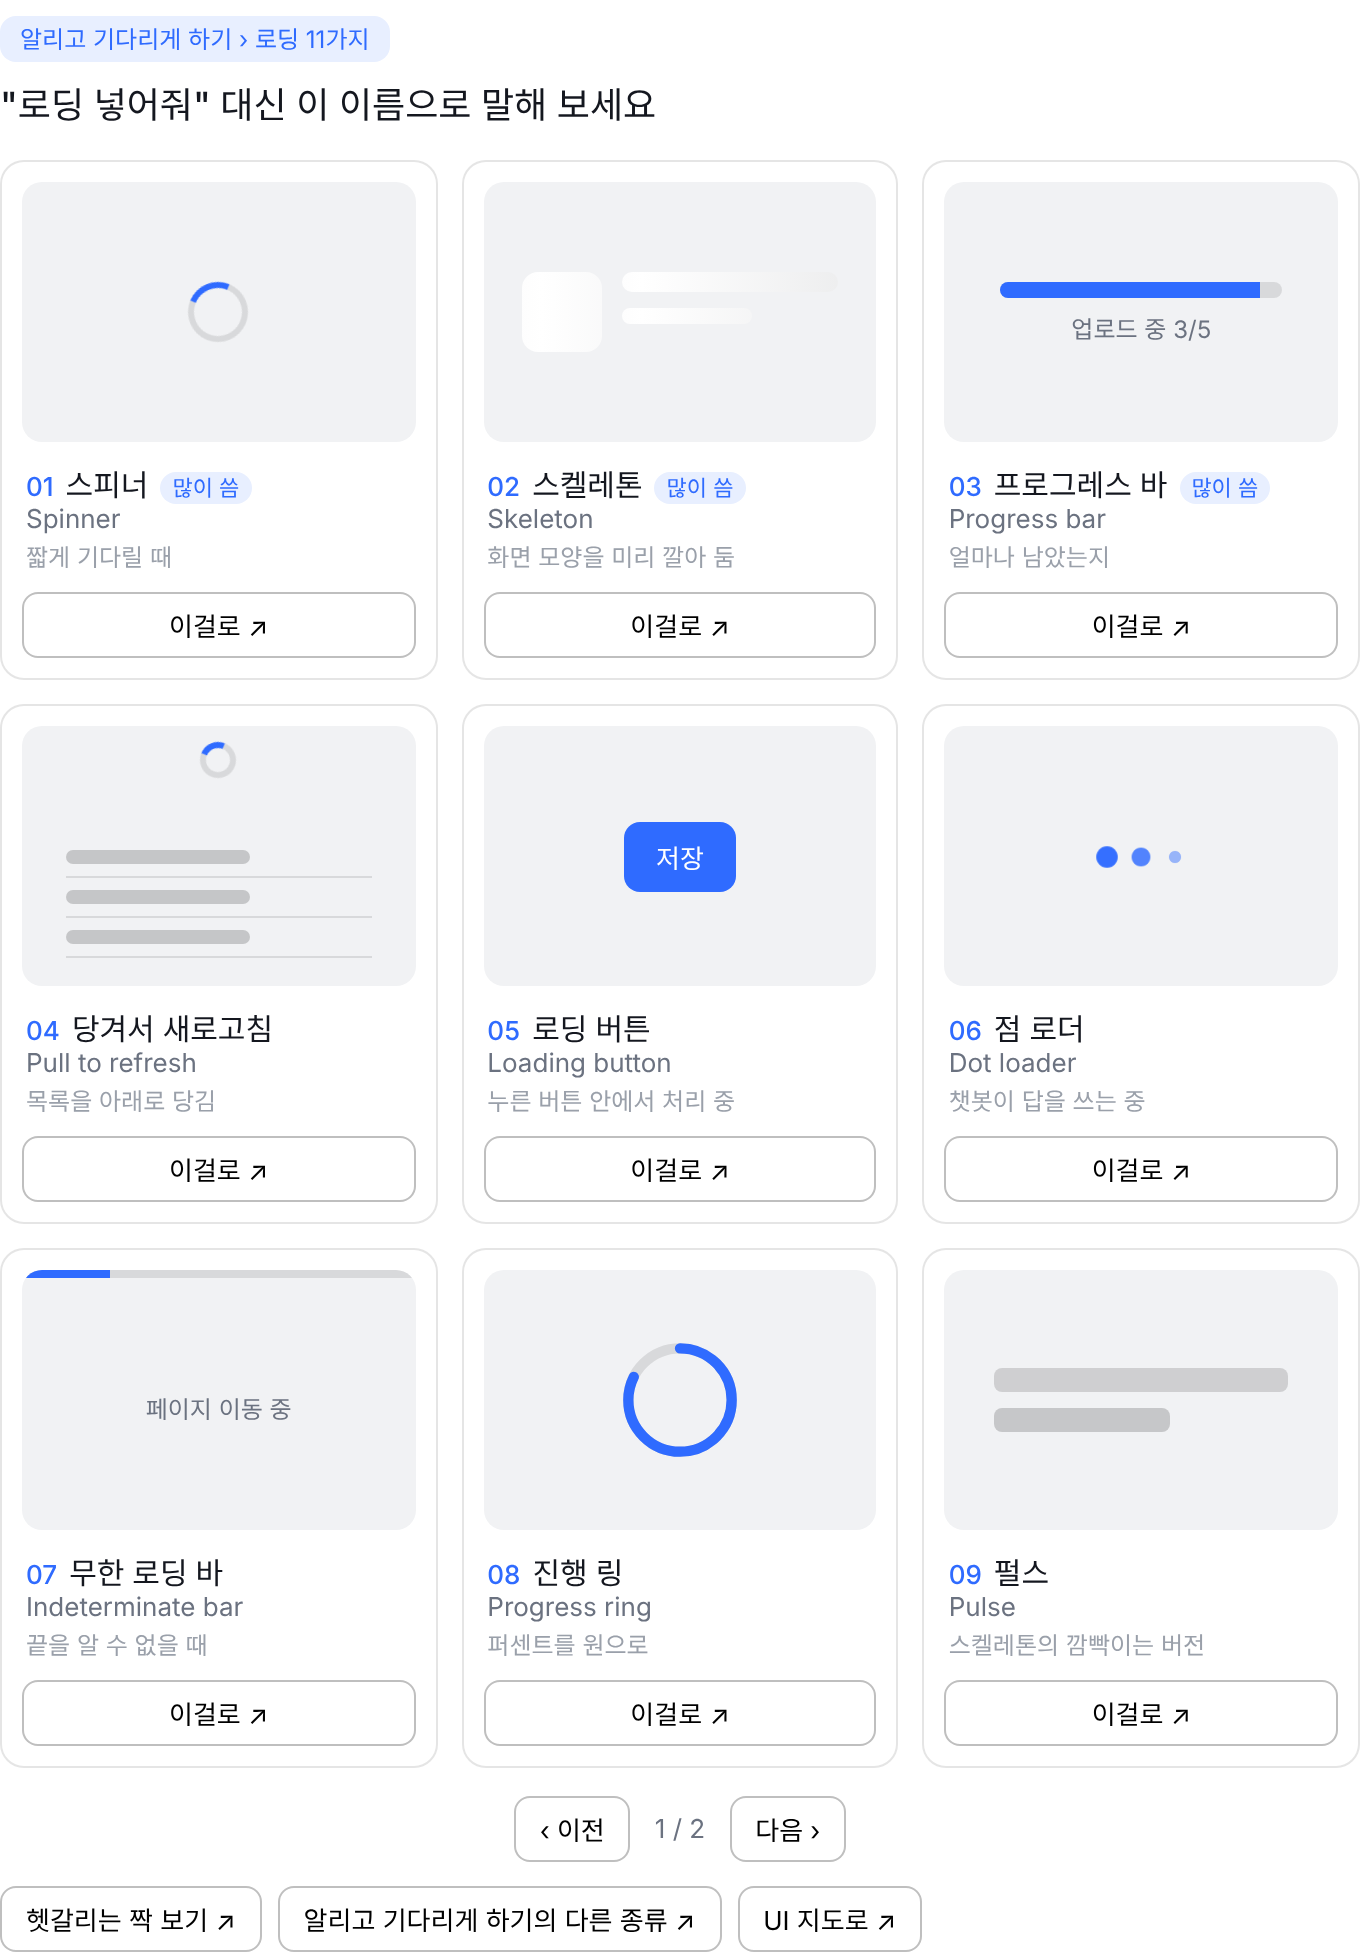 알리고 기다리게 하기 › 로딩 11가지
"로딩 넣어줘" 대신 이 이름으로 말해 보세요
업로드 중 3/5
01 스피너 많이 씀
Spinner
짧게 기다릴 때
이걸로 ↗
02 스켈레톤 많이 씀
Skeleton
화면 모양을 미리 깔아 둠
이걸로 ↗
03 프로그레스 바 많이 씀
Progress bar
얼마나 남았는지
이걸로 ↗
04 당겨서 새로고침
Pull to refresh
목록을 아래로 당김
이걸로 ↗
저장
05 로딩 버튼
Loading button
누른 버튼 안에서 처리 중
이걸로 ↗
06 점 로더
Dot loader
챗봇이 답을 쓰는 중
이걸로 ↗
페이지 이동 중
07 무한 로딩 바
Indeterminate bar
끝을 알 수 없을 때
이걸로 ↗
08 진행 링
Progress ring
퍼센트를 원으로
이걸로 ↗
09 펄스
Pulse
스켈레톤의 깜빡이는 버전
이걸로 ↗
‹ 이전 1 / 2 다음 ›
헷갈리는 짝 보기 ↗ 알리고 기다리게 하기의 다른 종류 ↗ UI 지도로 ↗